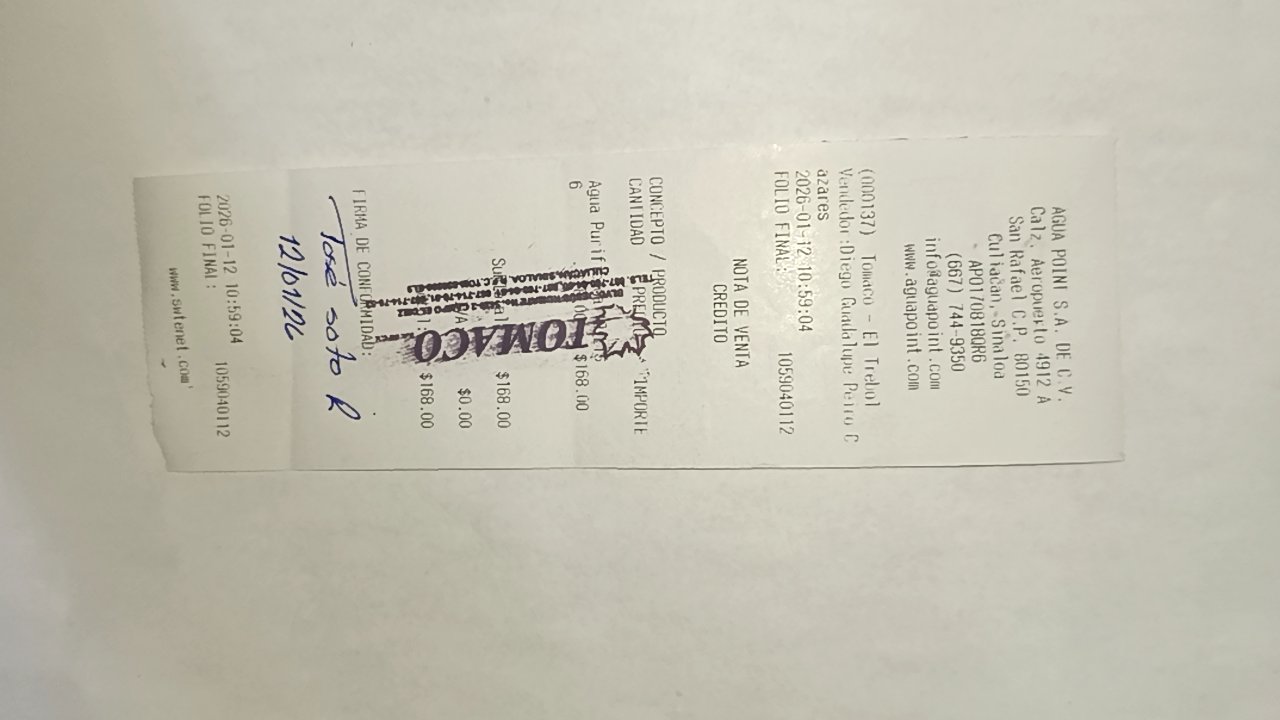 AGUA POINT S.A. DE C.V.
Calz. Aeropuerto 4912 A
San Rafael C.P. 80150
Culiacan, Sinaloa
APO170818QR6
(667) 744-9350
info@aguapoint.com
www.aguapoint.com
(000137) Tomaco - El Trebol
Vendedor:Diego Guadalupe C
azares
2026-01-12 10:59:04
FOLIO FINAL: 1059040112
NOTA DE VENTA
CREDITO
CONCEPTO / PRODUCTO
CANTIDAD IMPORTE
Agua Purif
6 $168.00
$168.00
$0.00
$168.00
TOMACO
CULIACAN, SINALOA.
FIRMA DE CONFORMIDAD:
José Soto R
12/01/26
2026-01-12 10:59:04
FOLIO FINAL: 1059040112
www.swtenet.com